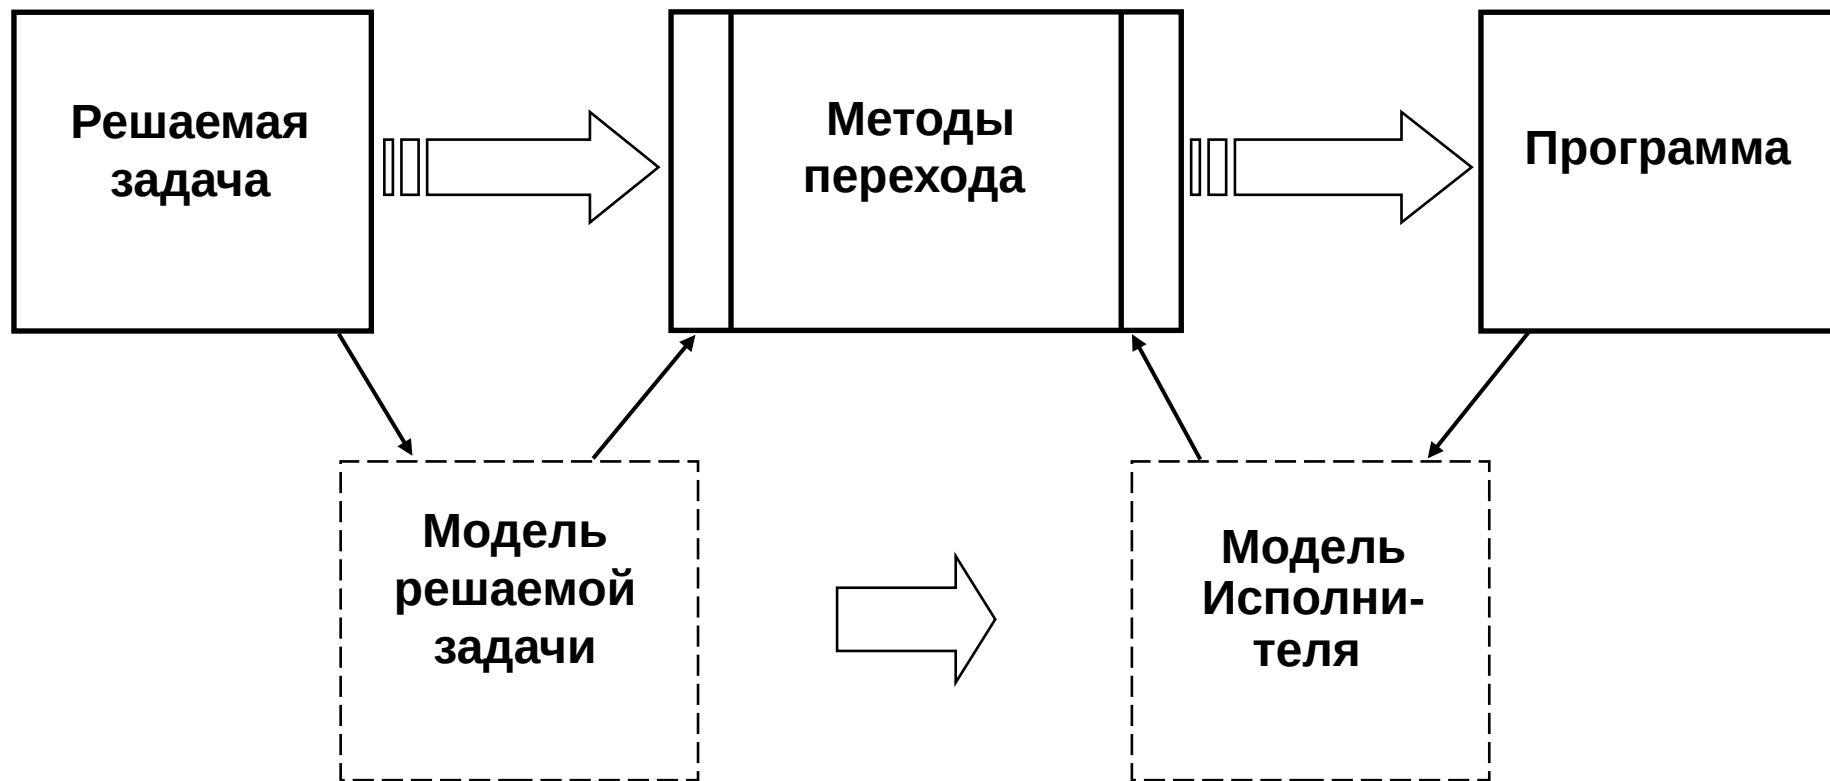 Решаемая
задача
Методы
перехода
Программа
Модель
решаемой
задачи
Модель
Исполни-
теля